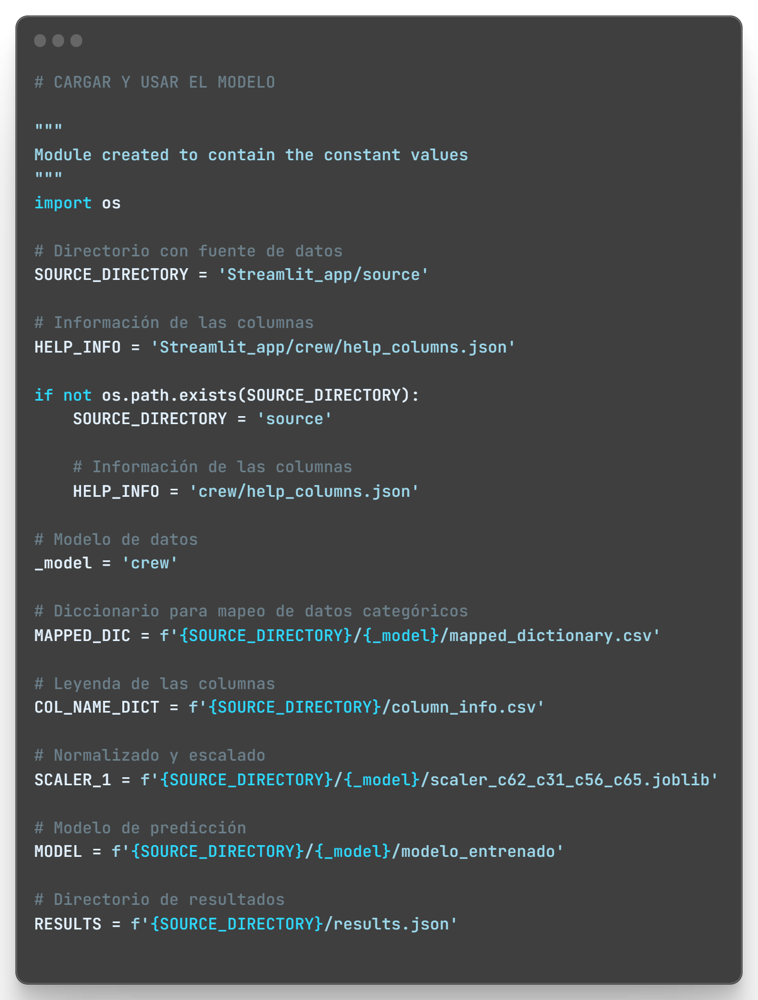 # CARGAR Y USAR EL MODELO
"""
Module created to contain the constant values
"""
import os
# Directorio con fuente de datos
SOURCE_DIRECTORY = 'Streamlit_app/source'
# Información de las columnas
HELP_INFO = 'Streamlit_app/crew/help_columns.json'
if not os.path.exists(SOURCE_DIRECTORY):
    SOURCE_DIRECTORY = 'source'
    # Información de las columnas
    HELP_INFO = 'crew/help_columns.json'
# Modelo de datos
_model = 'crew'
# Diccionario para mapeo de datos categóricos
MAPPED_DIC = f'{SOURCE_DIRECTORY}/{_model}/mapped_dictionary.csv'
# Leyenda de las columnas
COL_NAME_DICT = f'{SOURCE_DIRECTORY}/column_info.csv'
# Normalizado y escalado
SCALER_1 = f'{SOURCE_DIRECTORY}/{_model}/scaler_c62_c31_c56_c65.joblib'
# Modelo de predicción
MODEL = f'{SOURCE_DIRECTORY}/{_model}/modelo_entrenado'
# Directorio de resultados
RESULTS = f'{SOURCE_DIRECTORY}/results.json'